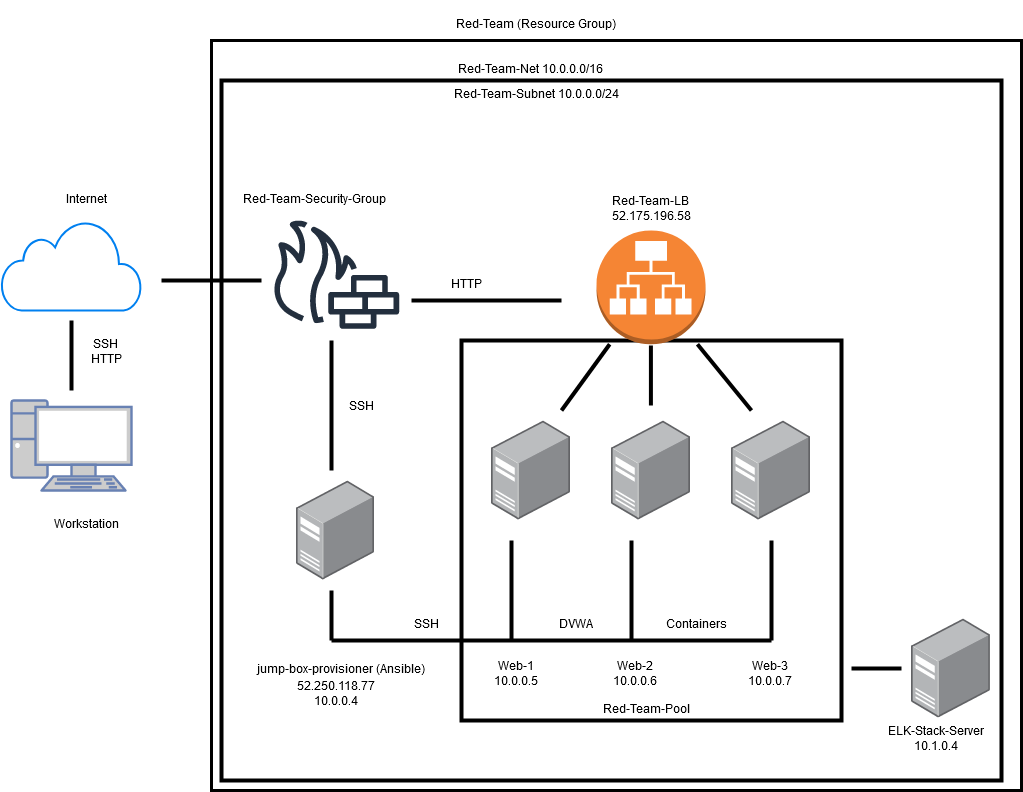 Red-Team (Resource Group)
Red-Team-Net 10.0.0.0/16
Red-Team-Subnet 10.0.0.0/24
Internet
Red-Team-Security-Group
Red-Team-LB
52.175.196.58
HTTP
SSH
HTTP
SSH
Workstation
SSH
DVWA
Containers
jump-box-provisioner (Ansible)
52.250.118.77
10.0.0.4
Web-1
10.0.0.5
Web-2
10.0.0.6
Web-3
10.0.0.7
Red-Team-Pool
ELK-Stack-Server
10.1.0.4